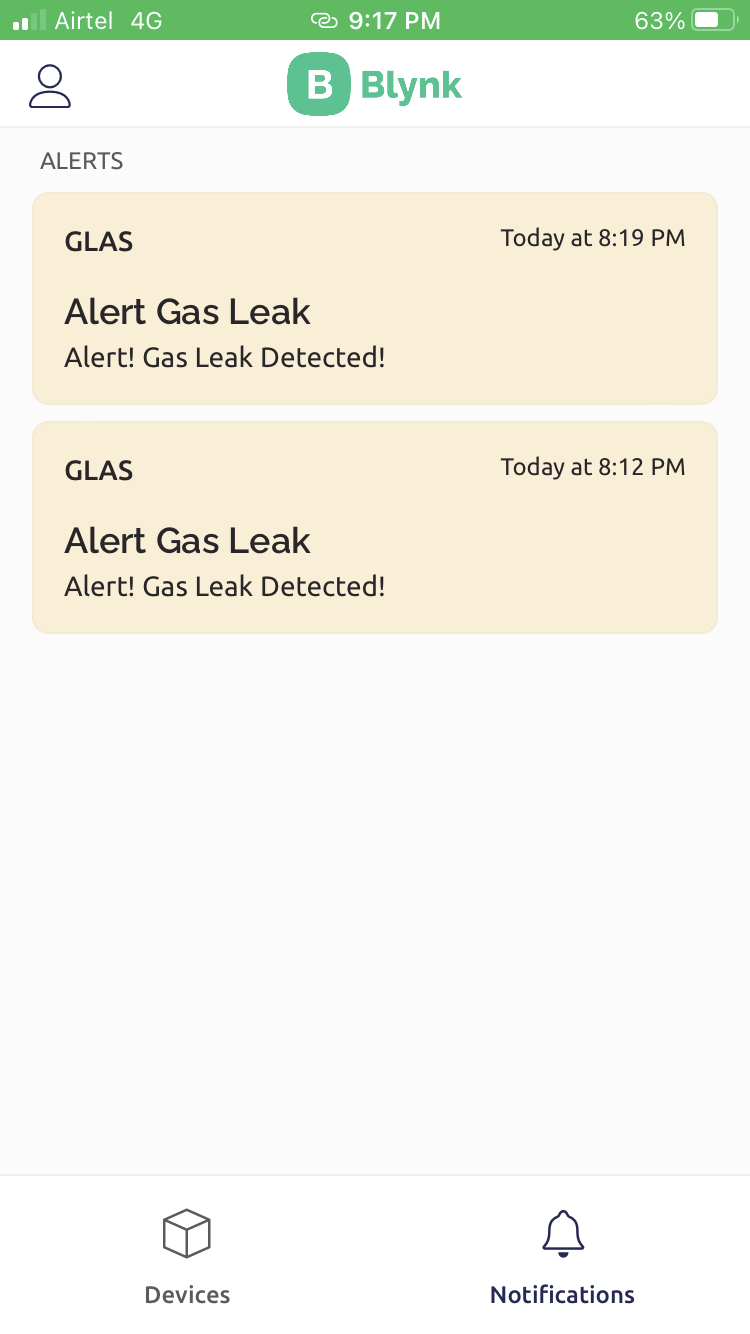 Airtel 4G 9:17 PM 63%
B Blynk
ALERTS
GLAS Today at 8:19 PM
Alert Gas Leak
Alert! Gas Leak Detected!
GLAS Today at 8:12 PM
Alert Gas Leak
Alert! Gas Leak Detected!
Devices Notifications